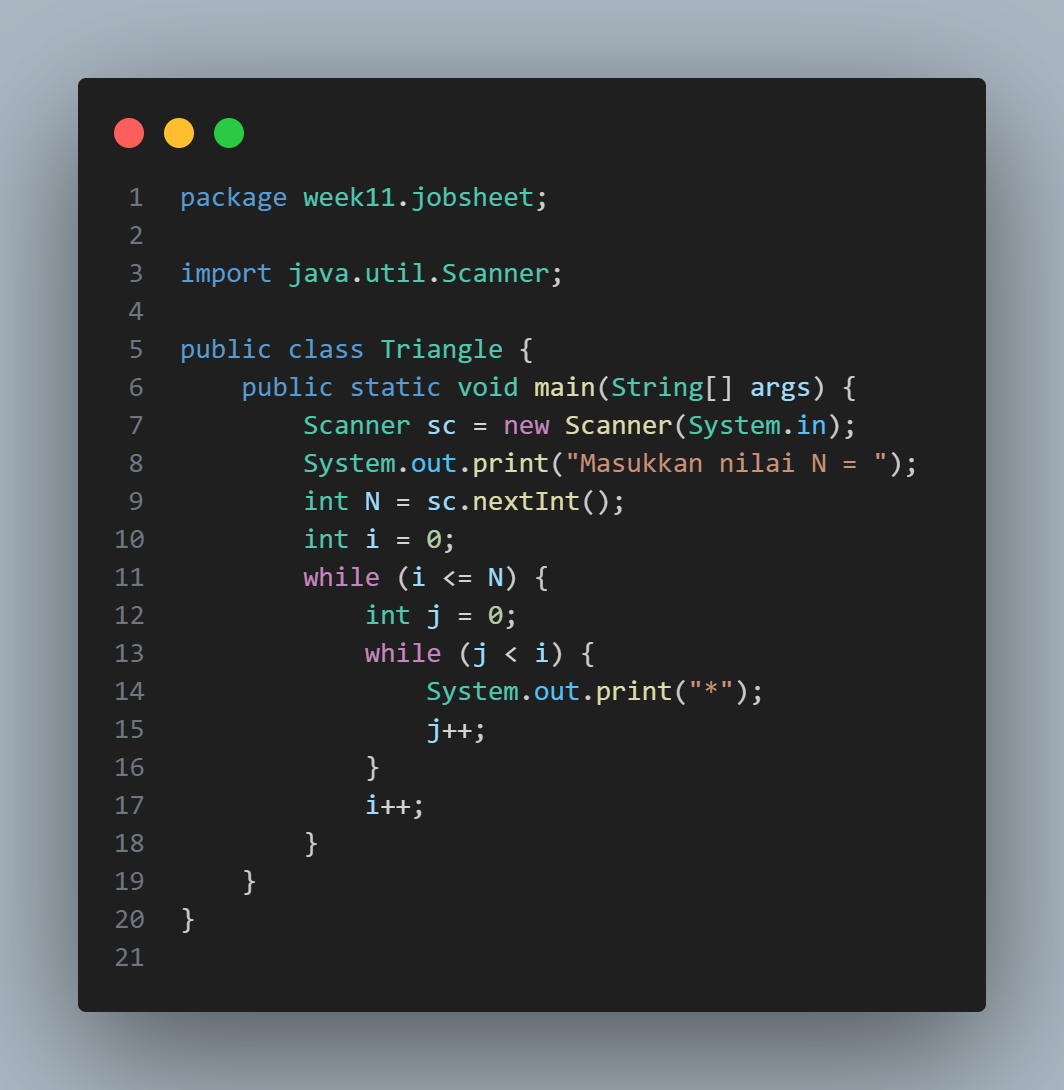 1 package week11.jobsheet;
2
3 import java.util.Scanner;
4
5 public class Triangle {
6     public static void main(String[] args) {
7         Scanner sc = new Scanner(System.in);
8         System.out.print("Masukkan nilai N = ");
9         int N = sc.nextInt();
10         int i = 0;
11         while (i <= N) {
12             int j = 0;
13             while (j < i) {
14                 System.out.print("*");
15                 j++;
16             }
17             i++;
18         }
19     }
20 }
21